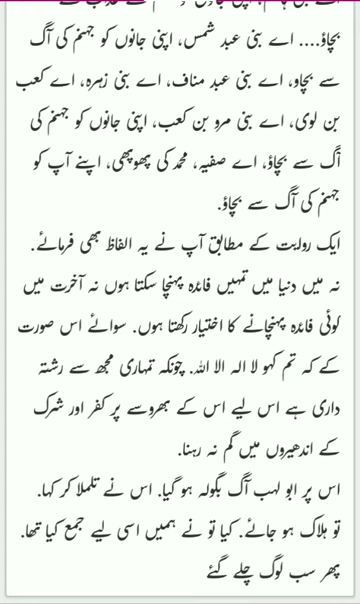 بچاؤ.... اے بنی عبد شمس، اپنی جانوں کو جہنم کی آگ
سے بچاو، اے بنی عبد مناف، اے بنی زہرہ، اے کعب
بن لوی، اے بنی مرو بن کعب، اپنی جانوں کو جہنم کی
آگ سے بچاؤ، اے صفیہ، محمد کی پھوپھی، اپنے آپ کو
جہنم کی آگ سے بچاؤ.
ایک روایت کے مطابق آپ نے یہ الفاظ بھی فرمائے.
نہ میں دنیا میں تمہیں فائدہ پہنچا سکتا ہوں نہ آخرت میں
کوئی فائدہ پہنچانے کا اختیار رکھتا ہوں. سوائے اس صورت
کے کہ تم کہو لا الہ الا اللہ. چونکہ تمہاری مجھ سے رشتہ
داری ہے اس لیے اس کے بھروسے پر کفر اور شرک
کے اندھیروں میں گم نہ رہنا.
اس پر ابو لہب آگ بگولہ ہو گیا. اس نے تلملا کر کہا.
تو ہلاک ہو جائے. کیا تو نے ہمیں اسی لیے جمع کیا تھا.
پھر سب لوگ چلے گئے